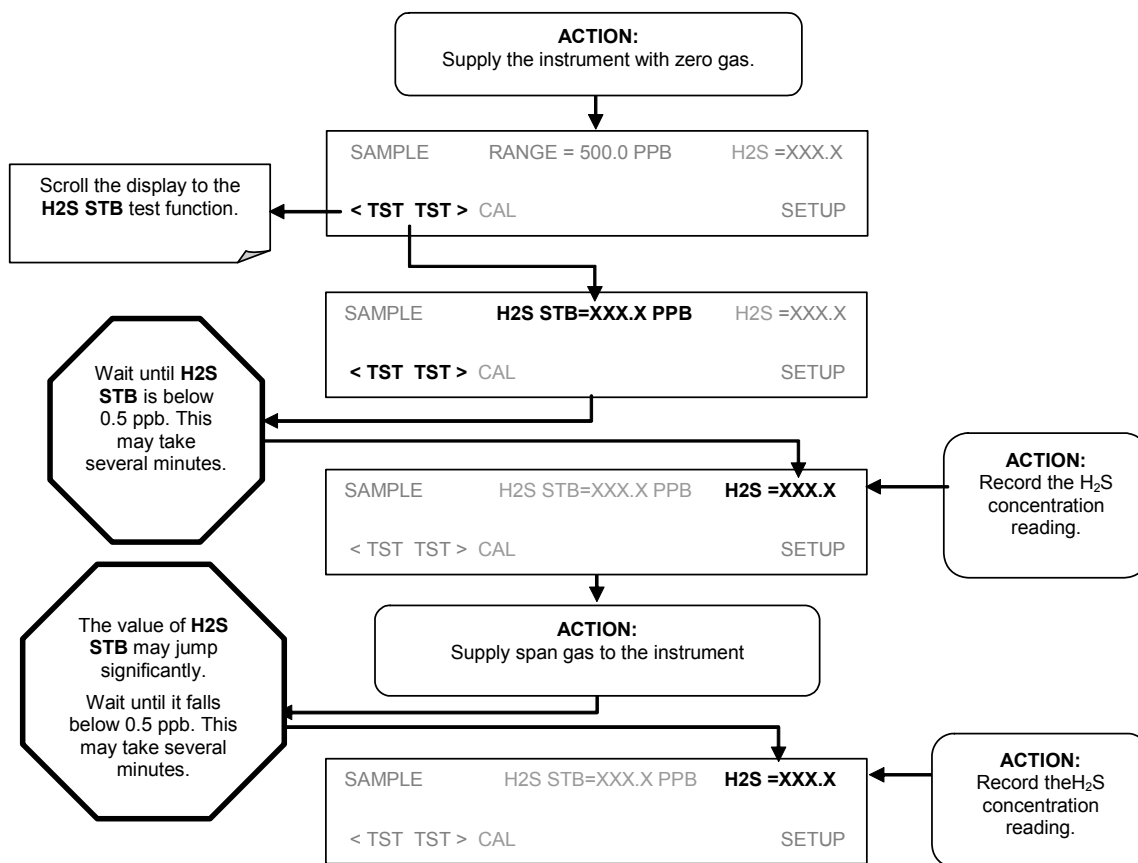 ACTION:
Supply the instrument with zero gas.
SAMPLE RANGE = 500.0 PPB H2S =XXX.X
< TST TST > CAL SETUP
Scroll the display to the
H2S STB test function.
SAMPLE H2S STB=XXX.X PPB H2S =XXX.X
< TST TST > CAL SETUP
Wait until H2S
STB is below
0.5 ppb. This
may take
several minutes.
SAMPLE H2S STB=XXX.X PPB H2S =XXX.X
< TST TST > CAL SETUP
ACTION:
Record the H₂S
concentration
reading.
ACTION:
Supply span gas to the instrument
The value of H2S
STB may jump
significantly.
Wait until it falls
below 0.5 ppb. This
may take several
minutes.
SAMPLE H2S STB=XXX.X PPB H2S =XXX.X
< TST TST > CAL SETUP
ACTION:
Record theH₂S
concentration
reading.